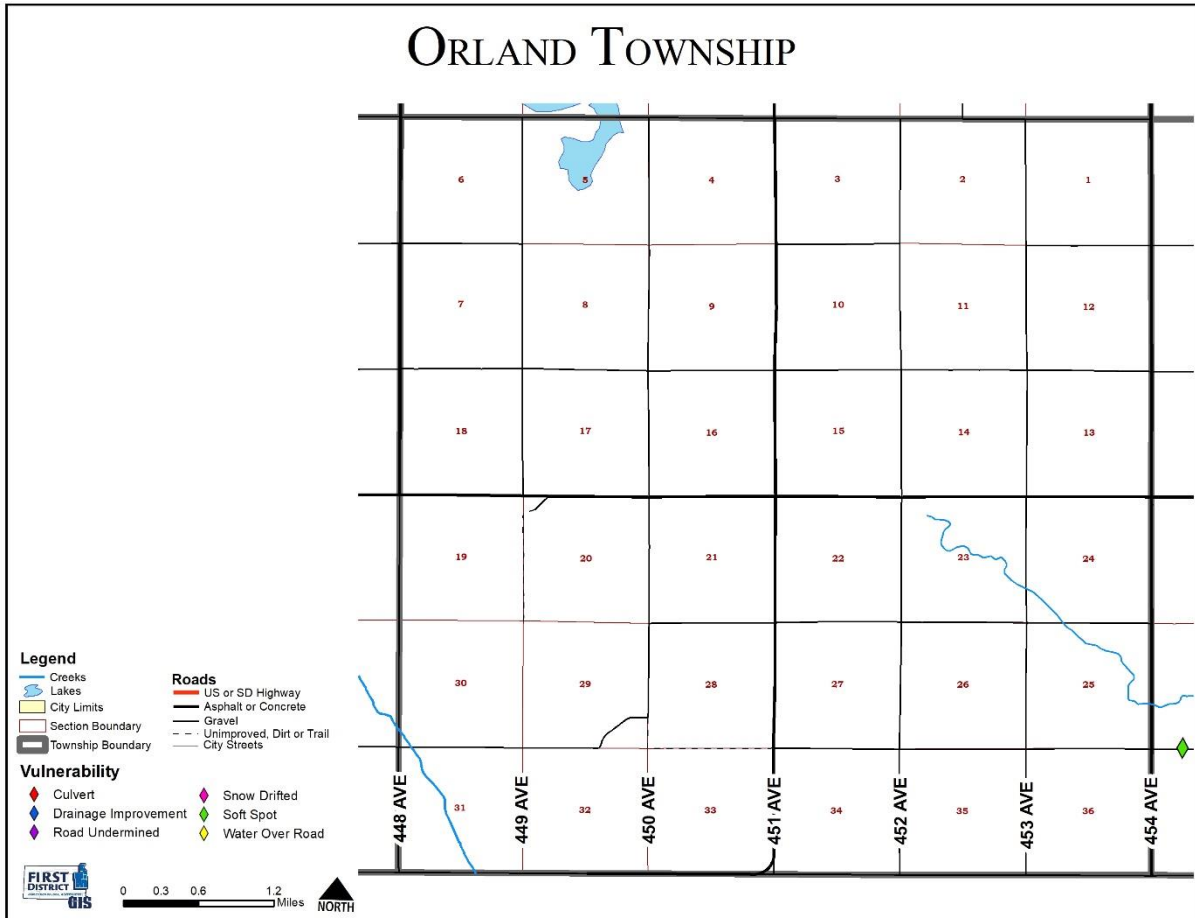 ORLAND TOWNSHIP
6 5 4 3 2 1
7 8 9 10 11 12
18 17 16 15 14 13
19 20 21 22 23 24
30 29 28 27 26 25
31 32 33 34 35 36
448 AVE
449 AVE
450 AVE
451 AVE
452 AVE
453 AVE
454 AVE
Legend
Creeks
Lakes
City Limits
Section Boundary
Township Boundary
Roads
US or SD Highway
Asphalt or Concrete
Gravel
Unimproved, Dirt or Trail
City Streets
Vulnerability
Culvert
Drainage Improvement
Road Undermined
Snow Drifted
Soft Spot
Water Over Road
FIRST
DISTRICT
GIS
0 0.3 0.6 1.2
Miles
NORTH